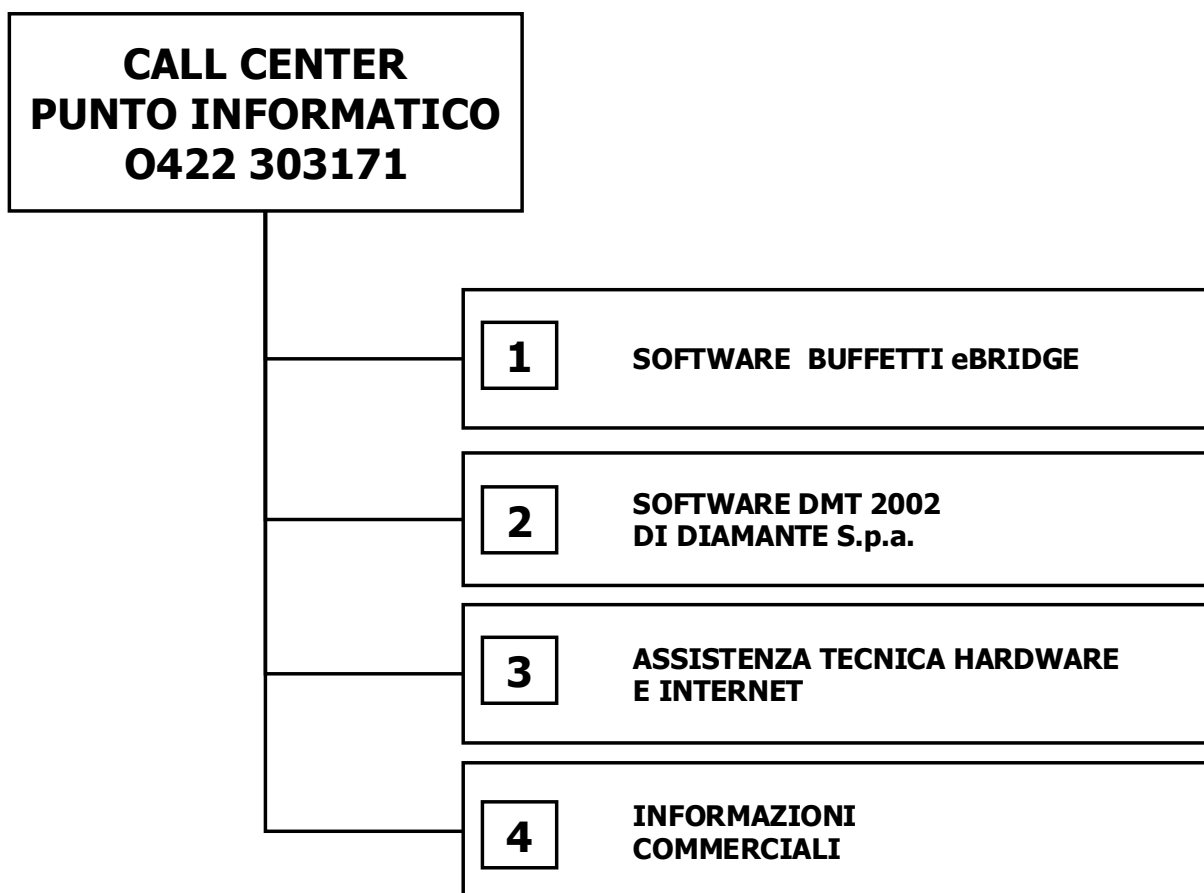 CALL CENTER
PUNTO INFORMATICO
O422 303171
1
SOFTWARE BUFFETTI eBRIDGE
2
SOFTWARE DMT 2002
DI DIAMANTE S.p.a.
3
ASSISTENZA TECNICA HARDWARE
E INTERNET
4
INFORMAZIONI
COMMERCIALI